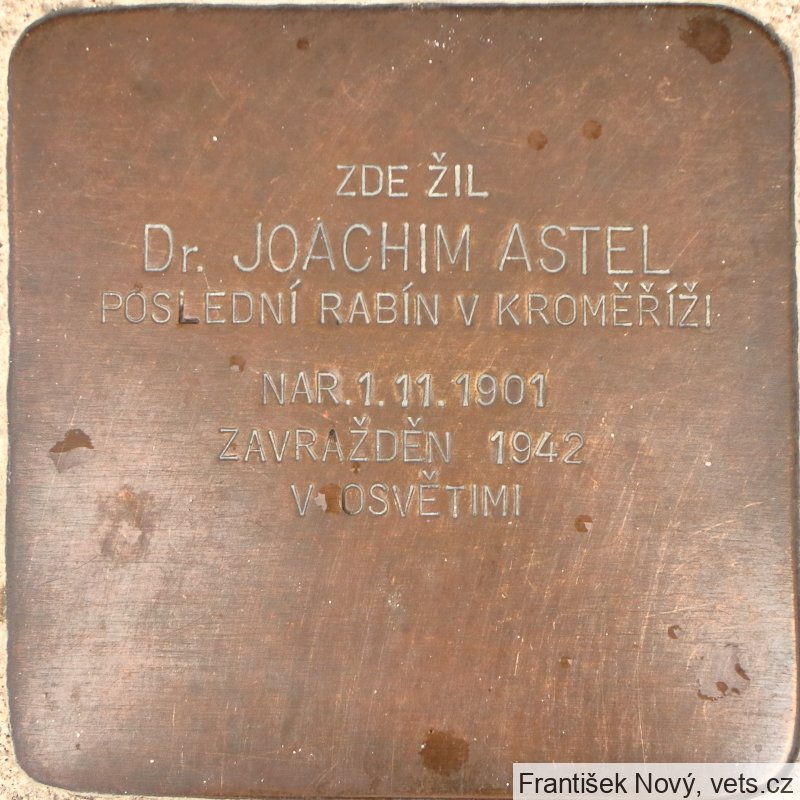 ZDE ŽIL
Dr. JOACHIM ASTEL
POSLEDNÍ RABÍN V KROMĚŘÍŽI
NAR.1.11.1901
ZAVRAŽDĚN 1942
V OSVĚTIMI
František Nový, vets.cz